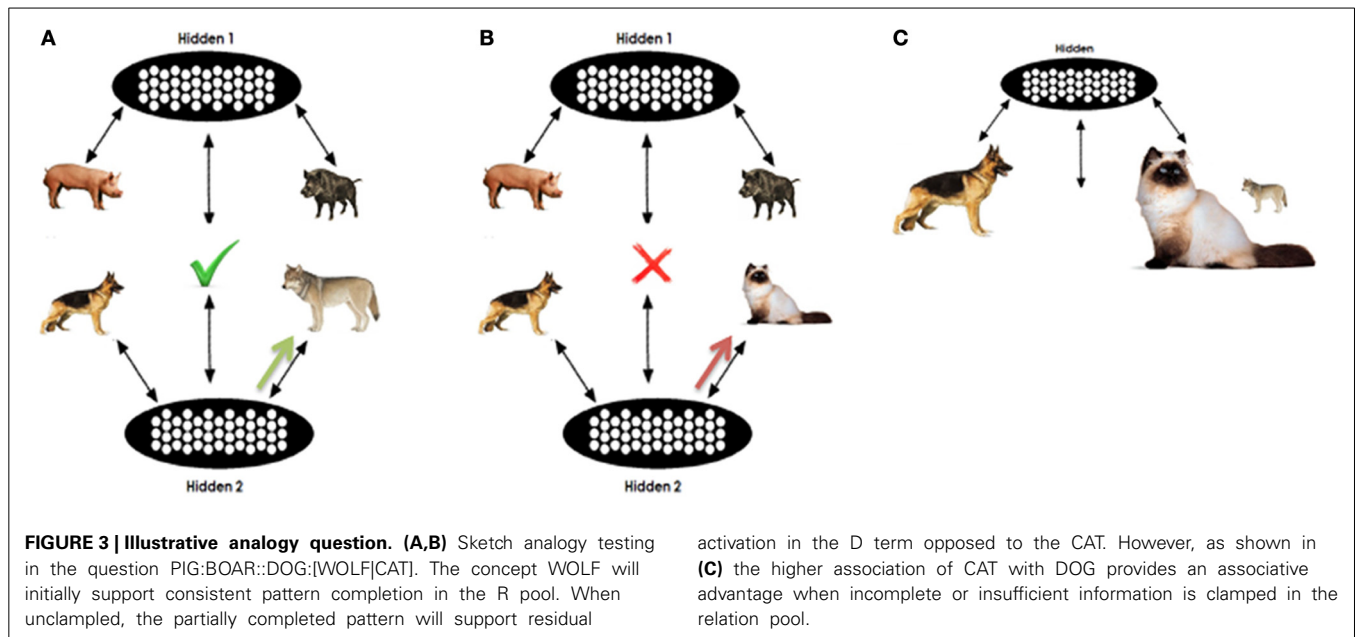 A
Hidden 1
Hidden 2
B
Hidden 1
Hidden 2
C
Hidden
FIGURE 3 | Illustrative analogy question. (A,B) Sketch analogy testing
in the question PIG:BOAR::DOG:[WOLF|CAT]. The concept WOLF will
initially support consistent pattern completion in the R pool. When
unclamped, the partially completed pattern will support residual
activation in the D term opposed to the CAT. However, as shown in
(C) the higher association of CAT with DOG provides an associative
advantage when incomplete or insufficient information is clamped in the
relation pool.